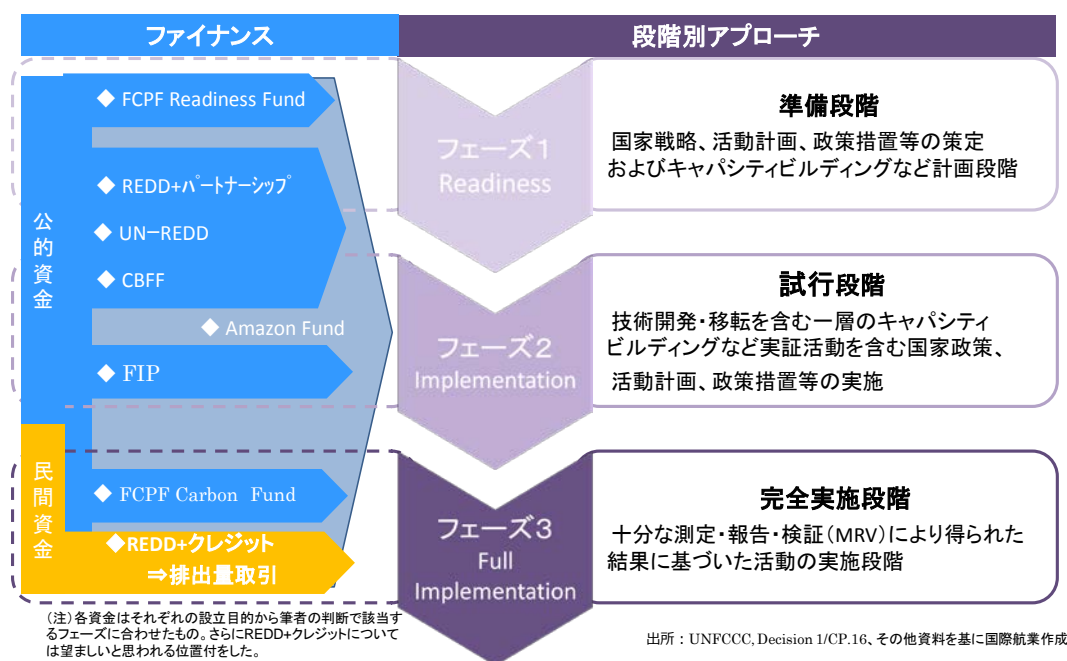 ファイナンス
段階別アプローチ
公的資金
◆ FCPF Readiness Fund
◆ REDD+パートナーシップ
◆ UN−REDD
◆ CBFF
◆ Amazon Fund
◆ FIP
民間資金
◆ FCPF Carbon Fund
◆REDD+クレジット
⇒排出量取引
フェーズ1
Readiness
準備段階
国家戦略、活動計画、政策措置等の策定
およびキャパシティビルディングなど計画段階
フェーズ2
Implementation
試行段階
技術開発・移転を含む一層のキャパシティ
ビルディングなど実証活動を含む国家政策、
活動計画、政策措置等の実施
フェーズ3
Full
Implementation
完全実施段階
十分な測定・報告・検証(MRV)により得られた
結果に基づいた活動の実施段階
(注)各資金はそれぞれの設立目的から筆者の判断で該当す
るフェーズに合わせたもの。さらにREDD+クレジットについて
は望ましいと思われる位置付をした。
出所：UNFCCC, Decision 1/CP.16、その他資料を基に国際航業作成